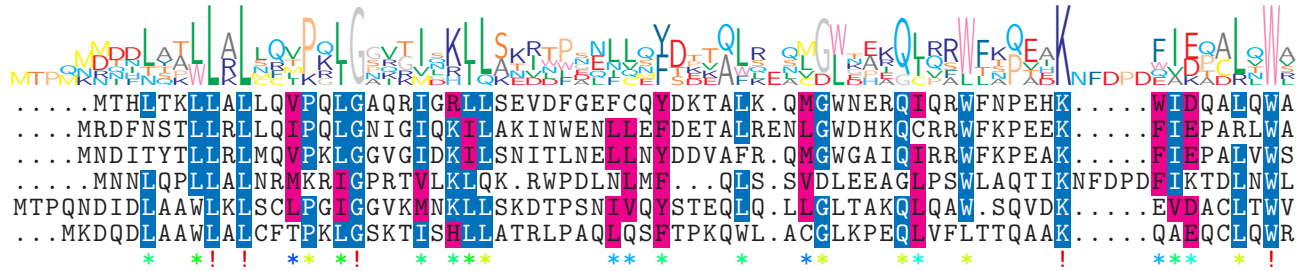 .....MTHLTKLLALLQVPQLGAQRIGRLLSEVDFGEFCQYDKTALK.QMGWNERQIQRWFNPEHK.....WIDQALQWA
.....MRDFNSTLLRLLQIPQLGNIGIQKILAKINWENLLEFDETALRENLGWDHKQCRRWFKPEEK.....FIEPARLWA
.....MNDITYTLLRLMQVPKLGGVGIDKILSNITLNELLNYDDVAFR.QMGWGAIQIRRWFKPEAK.....FIEPALVWS
.....MNNLQPLLALNRMKRIGPRTVLKLQK.RWPDLNLMF...QLS.SVDLEEAGLPSWLAQTIKNFDPDFIKTDLNWL
MTPQNDIDLAAWLKLSCLPGIGGVKMNKLLSKDTPSNIVQYSTEQLQ.LLGLTAKQLQAW.SQVDK.....EVDACLTWV
...MKDQDLAAWLALCFTPKLGSKTISHLLATRLPAQLQSFTPKQWL.ACGLKPEQLVFLTTQAAK.....QAEQCLQWR
* * ! ! * * * ! * * * * * * * * * * * * * ! * * * * !